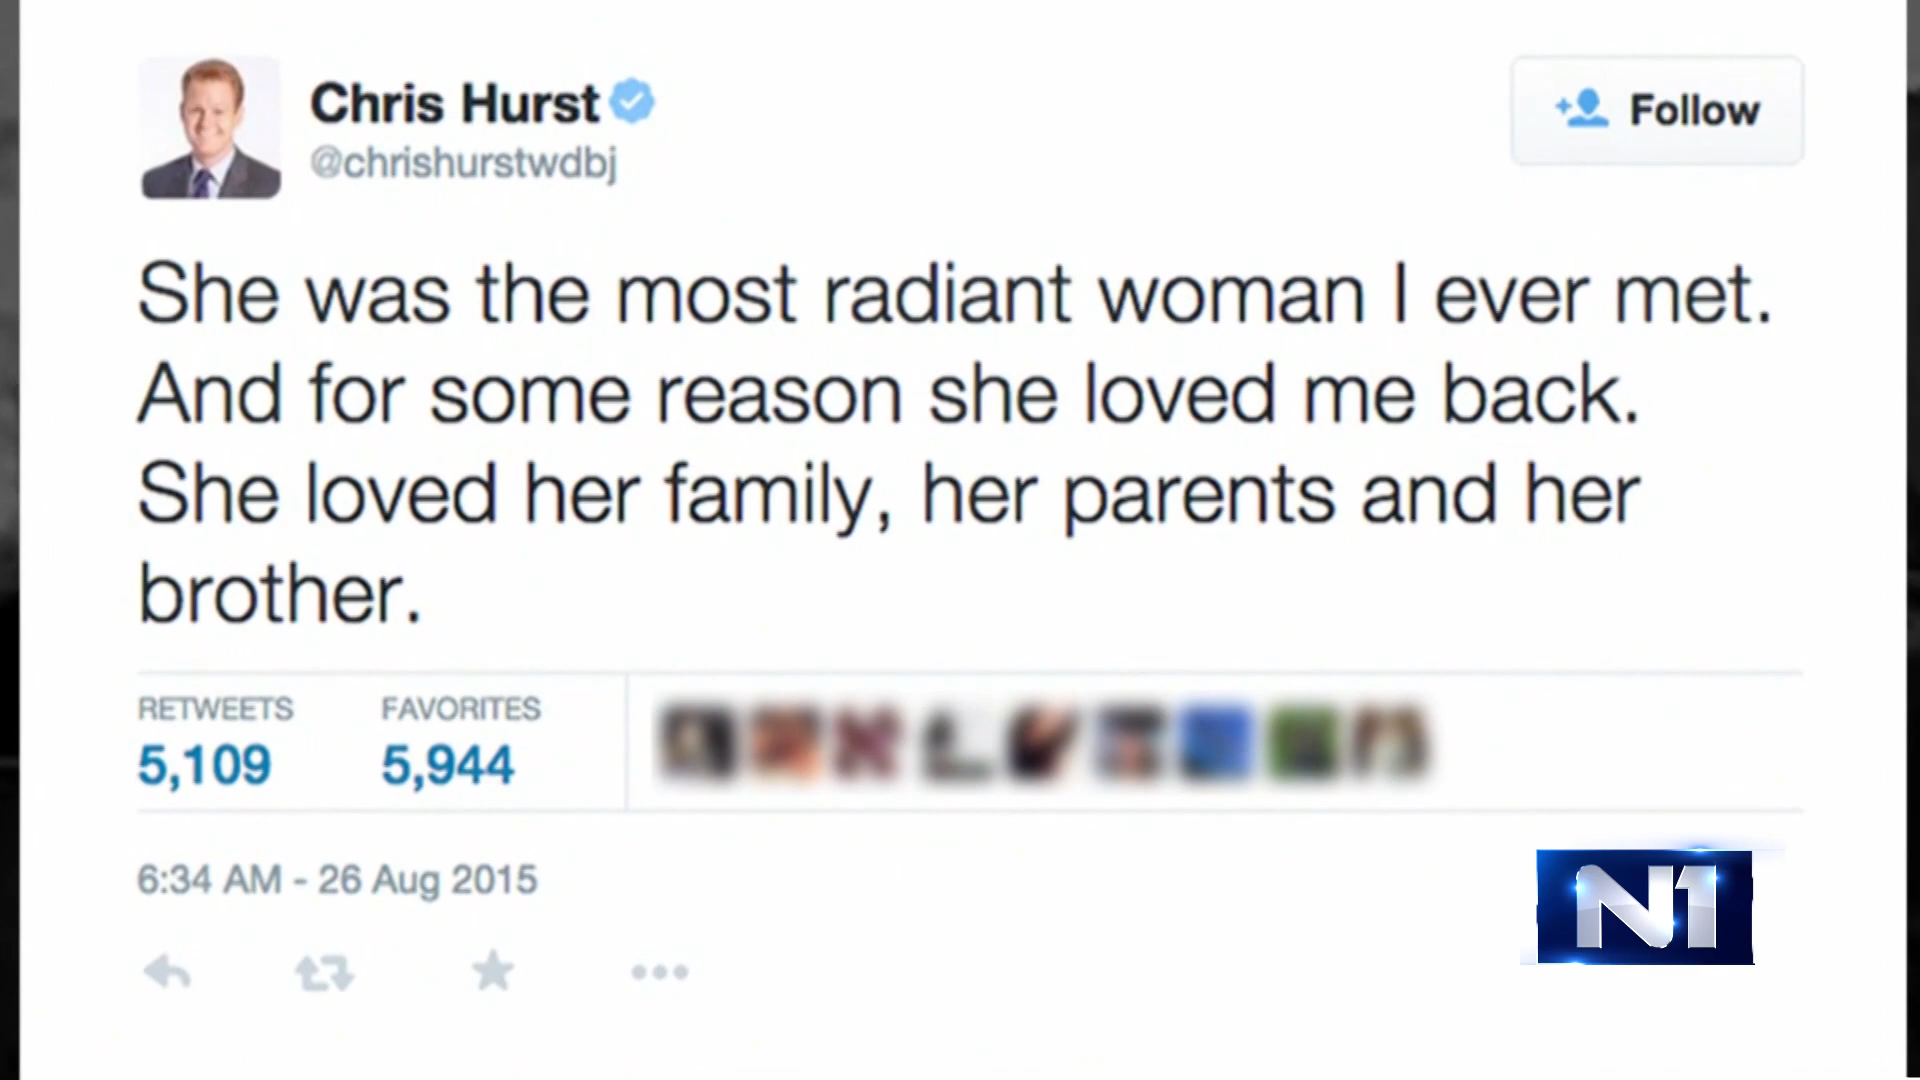 Chris Hurst
Follow
@chrishurstwdbj
She was the most radiant woman I ever met.
And for some reason she loved me back.
She loved her family, her parents and her
brother.
RETWEETS FAVORITES
5,109 5,944
6:34 AM - 26 Aug 2015
N1